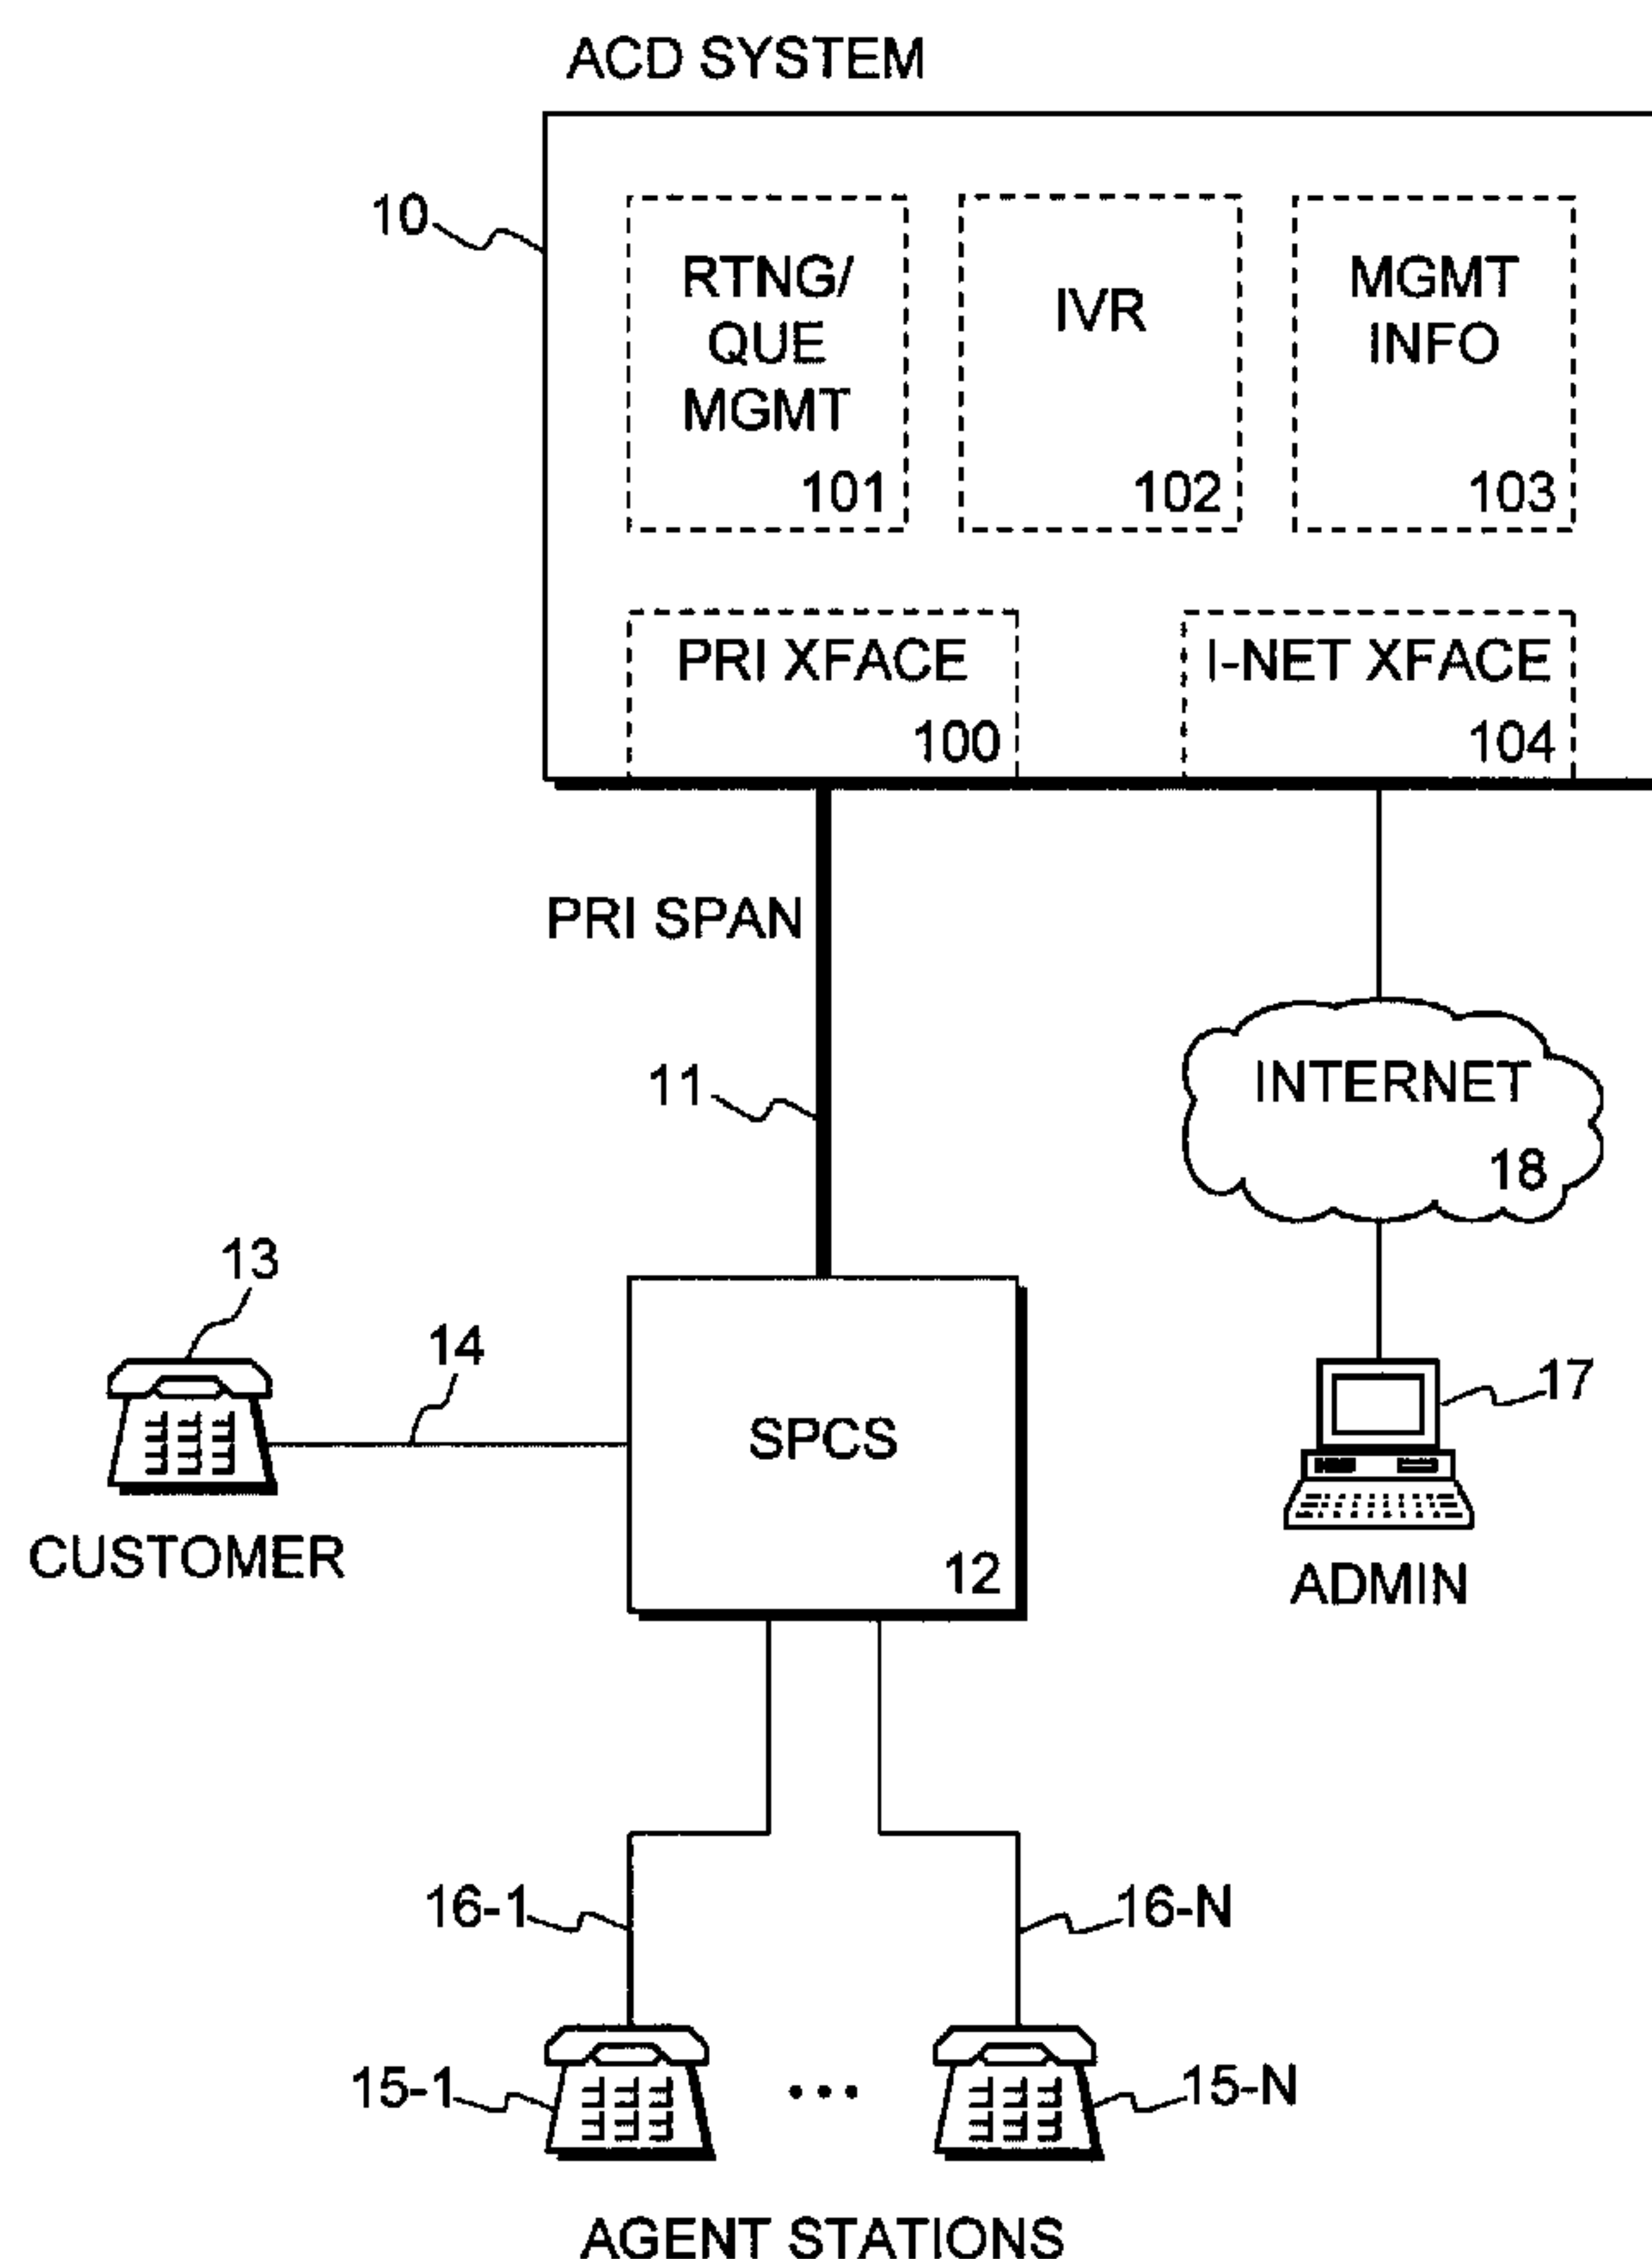 ACD SYSTEM
10
RTNG/
QUE
MGMT
101
IVR
102
MGMT
INFO
103
PRI XFACE
100
I-NET XFACE
104
PRI SPAN
11
INTERNET
18
13
14
17
SPCS
12
CUSTOMER
ADMIN
16-1
16-N
15-1
15-N
AGENT STATIONS